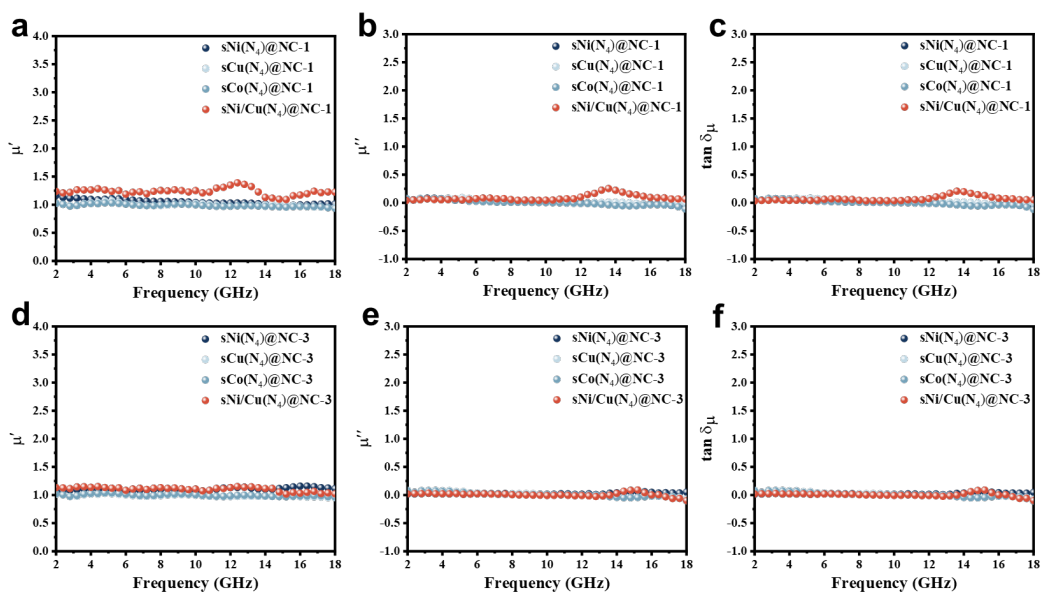 a
4.0
3.5
3.0
2.5
2.0
1.5
1.0
0.5
0.0
μ′
2 4 6 8 10 12 14 16 18
Frequency (GHz)
sNi(N₄)@NC-1
sCu(N₄)@NC-1
sCo(N₄)@NC-1
sNi/Cu(N₄)@NC-1
b
3.0
2.5
2.0
1.5
1.0
0.5
0.0
-0.5
-1.0
μ′′
2 4 6 8 10 12 14 16 18
Frequency (GHz)
sNi(N₄)@NC-1
sCu(N₄)@NC-1
sCo(N₄)@NC-1
sNi/Cu(N₄)@NC-1
c
3.0
2.5
2.0
1.5
1.0
0.5
0.0
-0.5
-1.0
tan δμ
2 4 6 8 10 12 14 16 18
Frequency (GHz)
sNi(N₄)@NC-1
sCu(N₄)@NC-1
sCo(N₄)@NC-1
sNi/Cu(N₄)@NC-1
d
4.0
3.5
3.0
2.5
2.0
1.5
1.0
0.5
0.0
μ′
2 4 6 8 10 12 14 16 18
Frequency (GHz)
sNi(N₄)@NC-3
sCu(N₄)@NC-3
sCo(N₄)@NC-3
sNi/Cu(N₄)@NC-3
e
3.0
2.5
2.0
1.5
1.0
0.5
0.0
-0.5
-1.0
μ′′
2 4 6 8 10 12 14 16 18
Frequency (GHz)
sNi(N₄)@NC-3
sCu(N₄)@NC-3
sCo(N₄)@NC-3
sNi/Cu(N₄)@NC-3
f
3.0
2.5
2.0
1.5
1.0
0.5
0.0
-0.5
-1.0
tan δμ
2 4 6 8 10 12 14 16 18
Frequency (GHz)
sNi(N₄)@NC-3
sCu(N₄)@NC-3
sCo(N₄)@NC-3
sNi/Cu(N₄)@NC-3